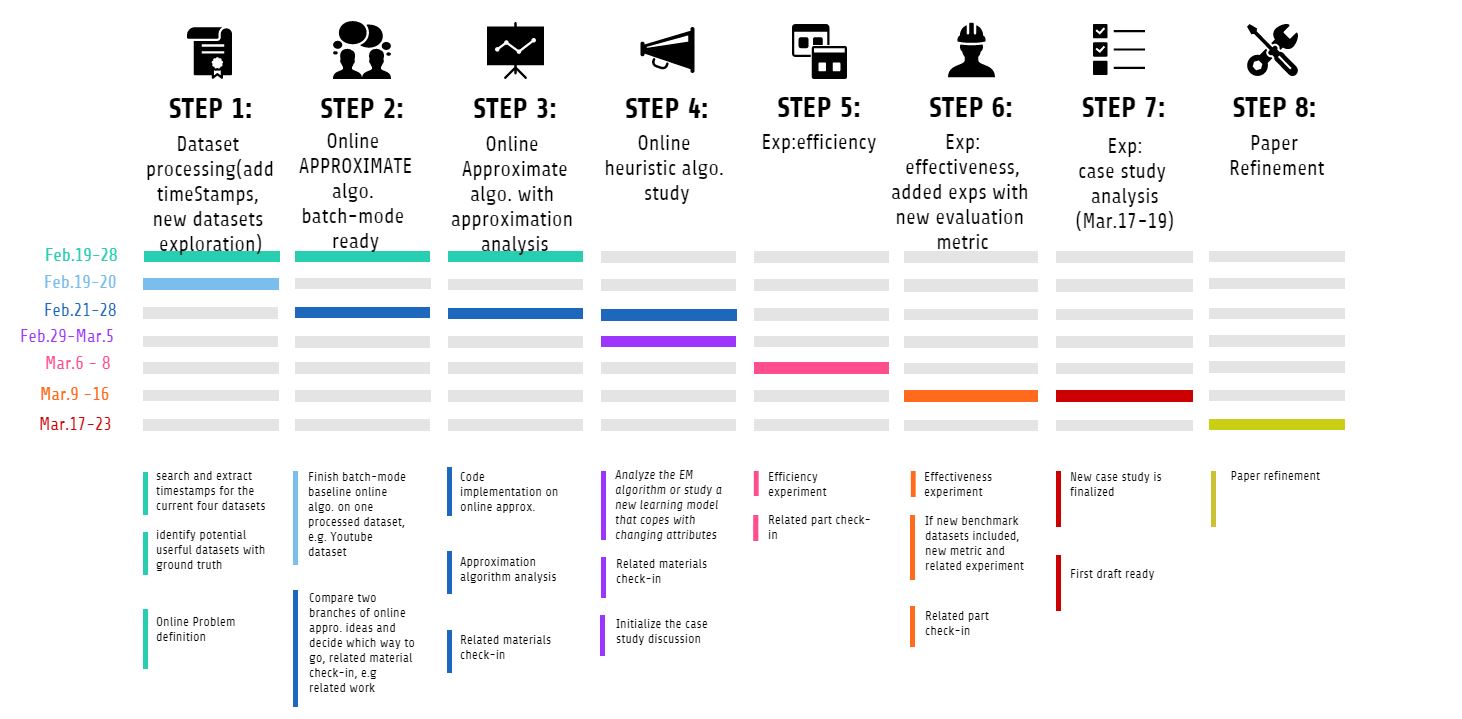 STEP 1:
Dataset
processing(add
timeStamps,
new datasets
exploration)
STEP 2:
Online
APPROXIMATE
algo.
batch-mode
ready
STEP 3:
Online
Approximate
algo. with
approximation
analysis
STEP 4:
Online
heuristic algo.
study
STEP 5:
Exp:efficiency
STEP 6:
Exp:
effectiveness,
added exps with
new evaluation
metric
STEP 7:
Exp:
case study
analysis
(Mar.17-19)
STEP 8:
Paper
Refinement
Feb.19-28
Feb.19-20
Feb.21-28
Feb.29-Mar.5
Mar.6 - 8
Mar.9 -16
Mar.17-23
search and extract
timestamps for the
current four datasets
identify potential
userful datasets with
ground truth
Online Problem
definition
Finish batch-mode
baseline online
algo. on one
processed dataset,
e.g. Youtube
dataset
Compare two
branches of online
appro. ideas and
decide which way to
go, related material
check-in, e.g
related work
Code
implementation on
online approx.
Approximation
algorithm analysis
Related materials
check-in
Analyze the EM
algorithm or study a
new learning model
that copes with
changing attributes
Related materials
check-in
Initialize the case
study discussion
Efficiency
experiment
Related part check-
in
Effectiveness
experiment
If new benchmark
datasets included,
new metric and
related experiment
Related part
check-in
New case study is
finalized
First draft ready
Paper refinement